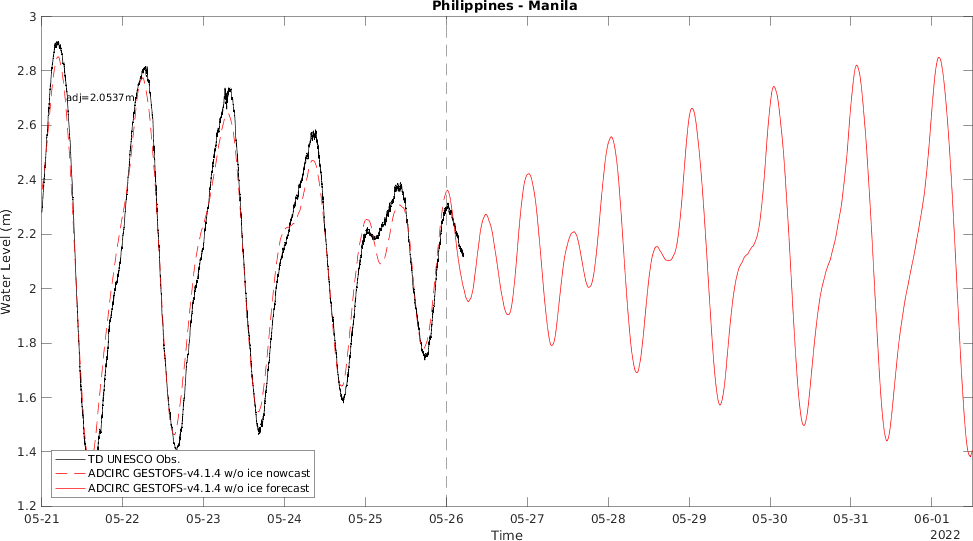 Philippines - Manila
3
2.8
2.6
2.4
2.2
2
1.8
1.6
1.4
1.2
Water Level (m)
adj=2.0537m
TD UNESCO Obs.
ADCIRC GESTOFS-v4.1.4 w/o ice nowcast
ADCIRC GESTOFS-v4.1.4 w/o ice forecast
05-21 05-22 05-23 05-24 05-25 05-26 05-27 05-28 05-29 05-30 05-31 06-01
2022
Time